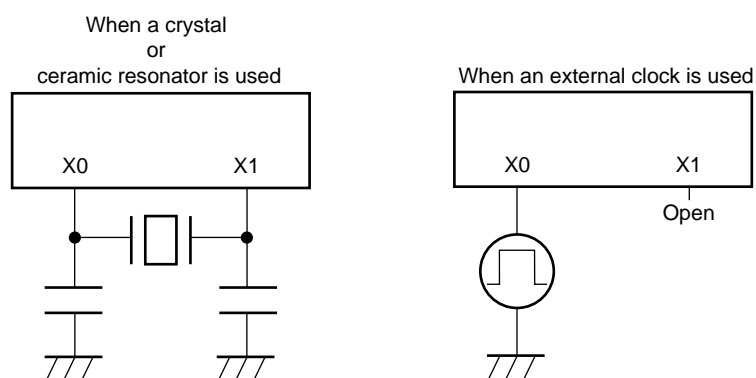 When a crystal
or
ceramic resonator is used
X0
X1
When an external clock is used
X0
X1
Open